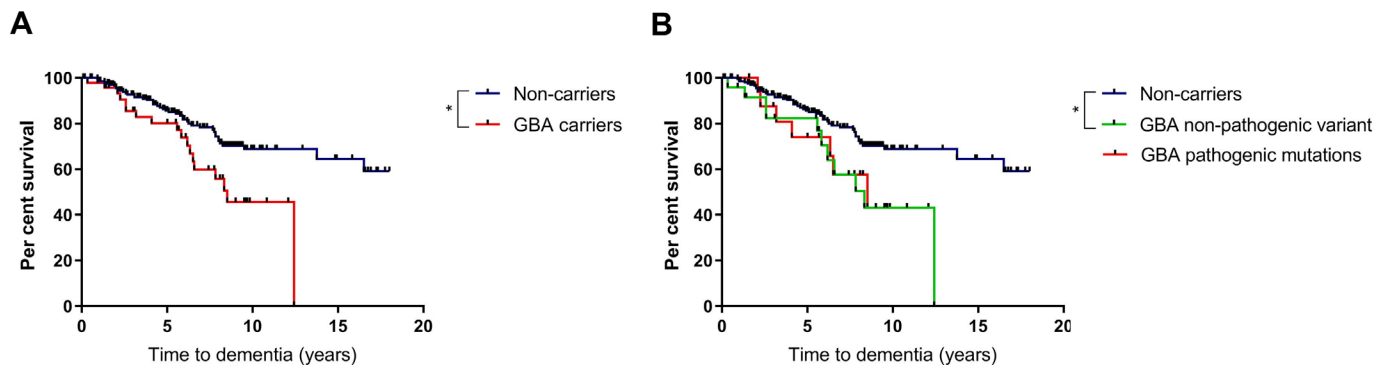 A
Per cent survival
100
80
60
40
20
0
0 5 10 15 20
Time to dementia (years)
*
Non-carriers
GBA carriers
B
Per cent survival
100
80
60
40
20
0
0 5 10 15 20
Time to dementia (years)
*
Non-carriers
GBA non-pathogenic variant
GBA pathogenic mutations